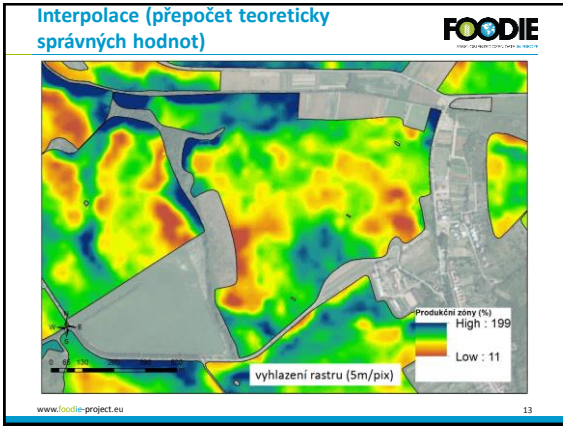 Interpolace (přepočet teoreticky
správných hodnot)
FOODIE
N
W E
S
Produkční zóny (%)
High : 199
Low : 11
vyhlazení rastru (5m/pix)
www.foodie-project.eu
13